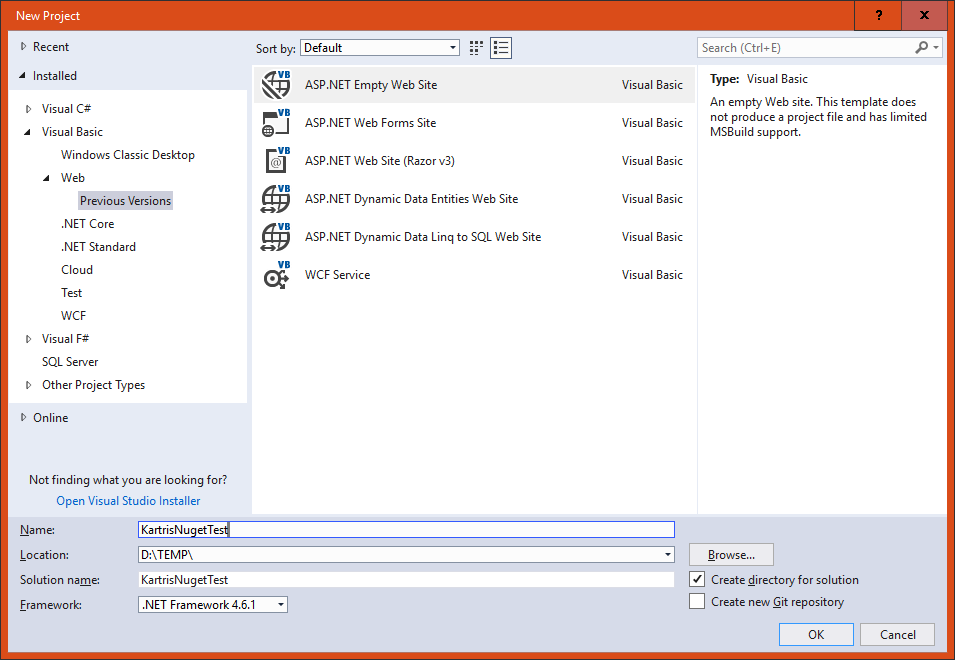 New Project
?
x
Recent
Installed
Visual C#
Visual Basic
Windows Classic Desktop
Web
Previous Versions
.NET Core
.NET Standard
Cloud
Test
WCF
Visual F#
SQL Server
Other Project Types
Online
Not finding what you are looking for?
Open Visual Studio Installer
Sort by: Default
Search (Ctrl+E)
VB ASP.NET Empty Web Site Visual Basic
VB ASP.NET Web Forms Site Visual Basic
VB @ ASP.NET Web Site (Razor v3) Visual Basic
VB ASP.NET Dynamic Data Entities Web Site Visual Basic
VB ASP.NET Dynamic Data Linq to SQL Web Site Visual Basic
VB WCF Service Visual Basic
Type: Visual Basic
An empty Web site. This template does
not produce a project file and has limited
MSBuild support.
Name: KartrisNugetTest
Location: D:\TEMP\ Browse...
Solution name: KartrisNugetTest
Create directory for solution
Framework: .NET Framework 4.6.1
Create new Git repository
OK Cancel